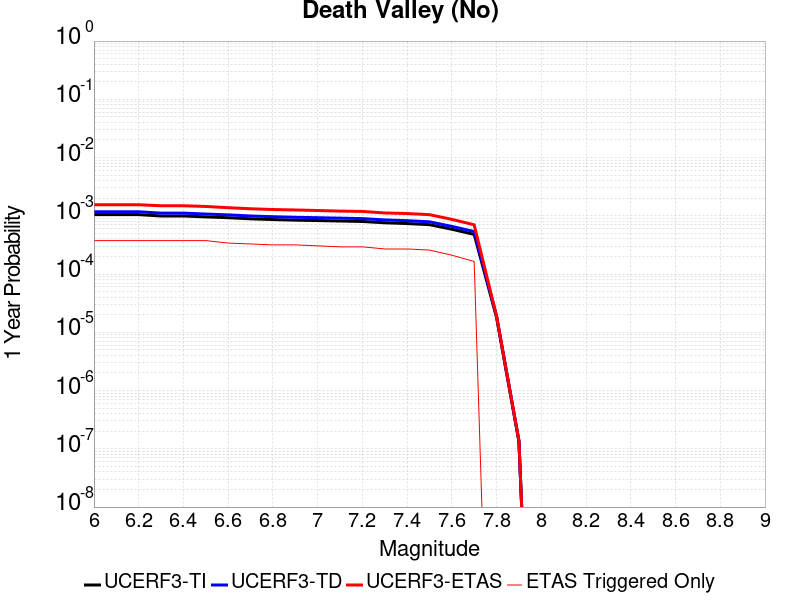 Death Valley (No)
10^0
10^-1
10^-2
10^-3
10^-4
10^-5
10^-6
10^-7
10^-8
1 Year Probability
6 6.2 6.4 6.6 6.8 7 7.2 7.4 7.6 7.8 8 8.2 8.4 8.6 8.8 9
Magnitude
UCERF3-TI UCERF3-TD UCERF3-ETAS ETAS Triggered Only